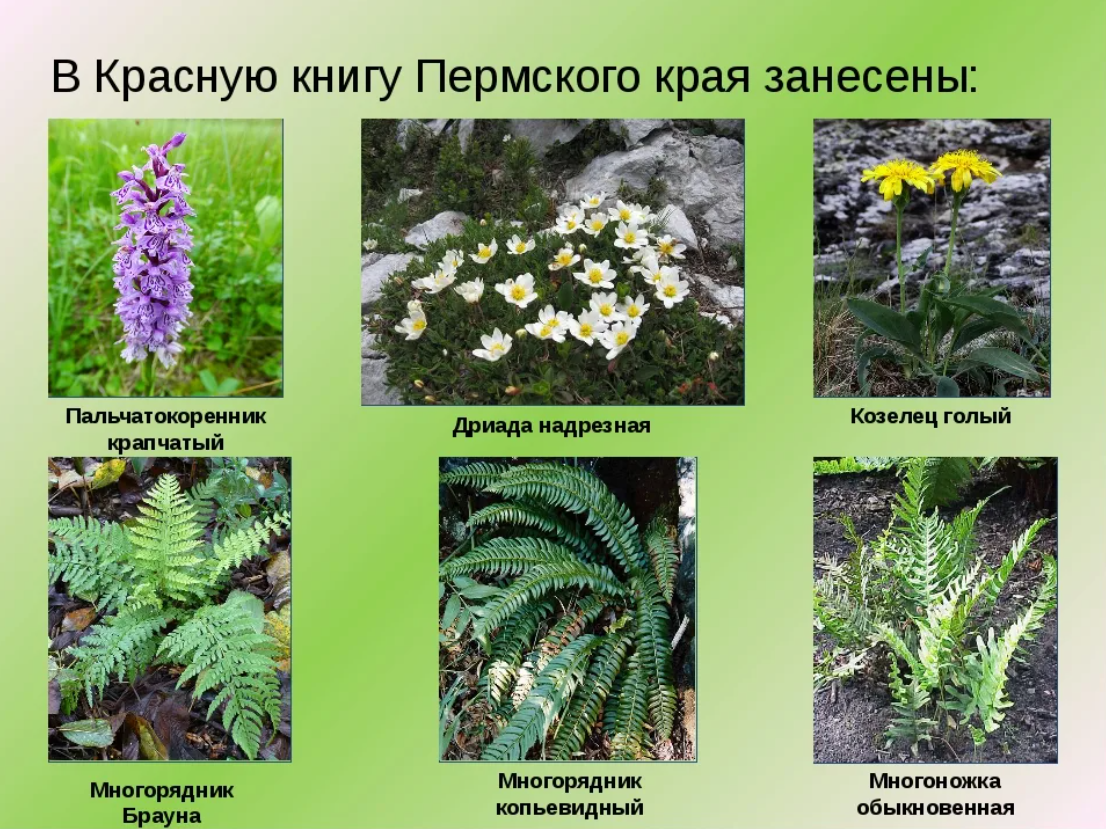 В Красную книгу Пермского края занесены:
Пальчатокоренник
крапчатый
Дриада надрезная
Козелец голый
Многорядник
Брауна
Многорядник
копьевидный
Многоножка
обыкновенная